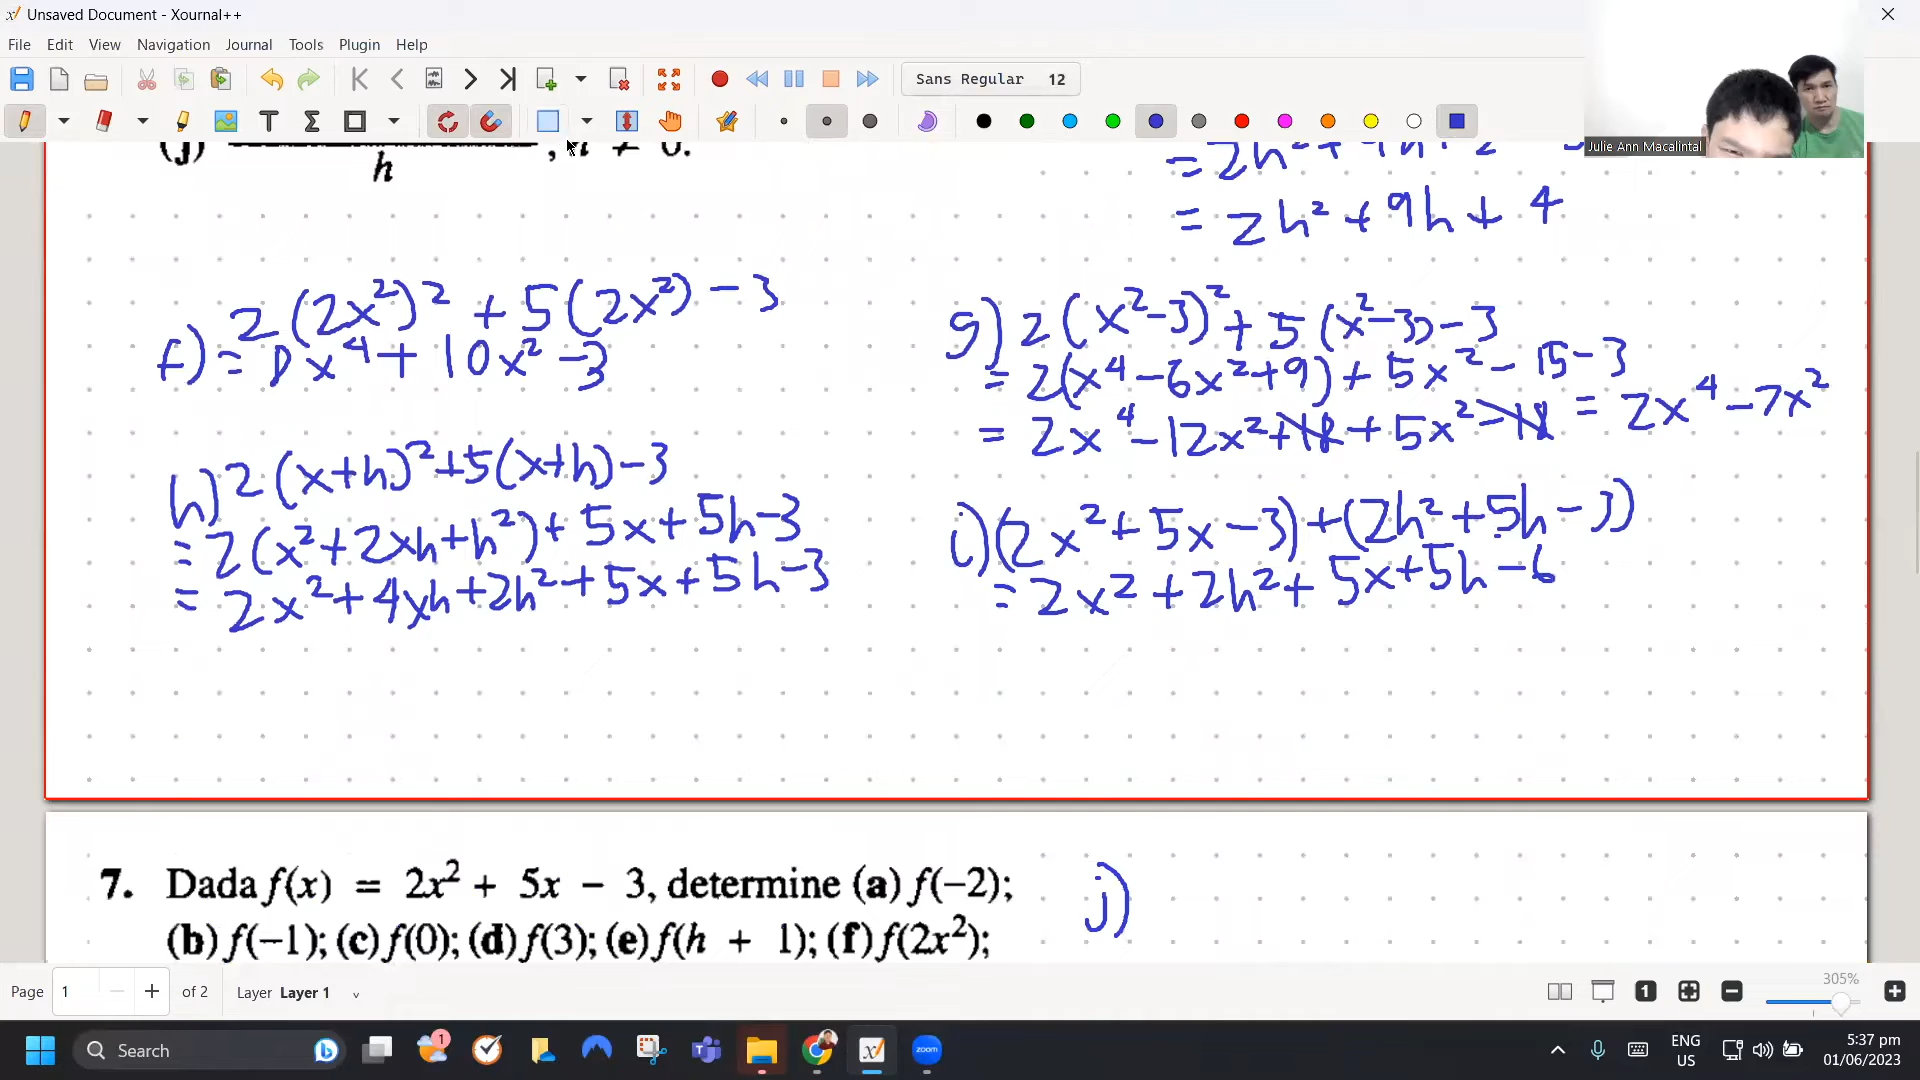 Unsaved Document - Xournal++
File Edit View Navigation Journal Tools Plugin Help
Sans Regular 12
Julie Ann Macalintal
(j) h
, h ≠ 0.
= 2h² + 9h + 4
f) 2(2x²)² + 5(2x²) - 3
= 8x⁴ + 10x² - 3
g) 2(x²-3)² + 5(x²-3) - 3
= 2(x⁴ - 6x² + 9) + 5x² - 15 - 3
= 2x⁴ - 12x² + 18 + 5x² - 18 = 2x⁴ - 7x²
h) 2(x+h)² + 5(x+h) - 3
= 2(x² + 2xh + h²) + 5x + 5h - 3
= 2x² + 4xh + 2h² + 5x + 5h - 3
i) (2x² + 5x - 3) + (2h² + 5h - 3)
= 2x² + 2h² + 5x + 5h - 6
7. Dada f(x) = 2x² + 5x - 3, determine (a) f(-2);
(b) f(-1); (c) f(0); (d) f(3); (e) f(h + 1); (f) f(2x²);
j)
Page 1 of 2 Layer Layer 1
305%
Search
1
zoom
ENG
US
5:37 pm
01/06/2023